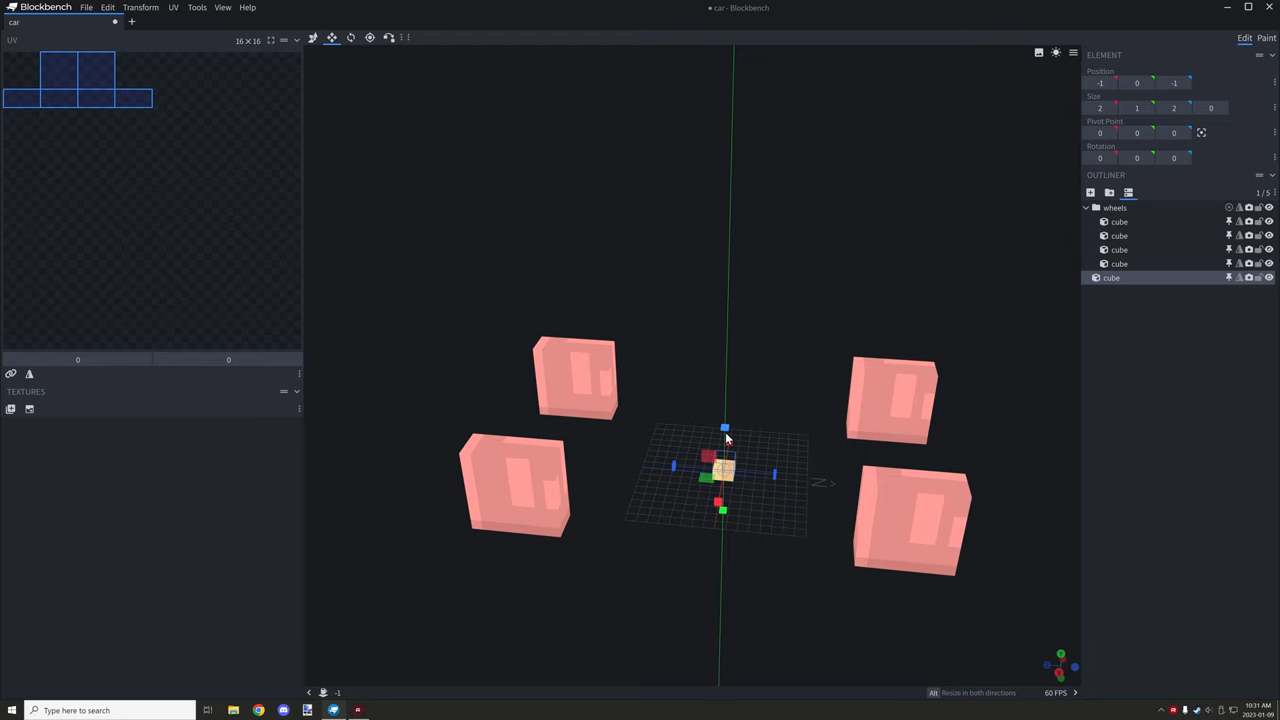 Blockbench File Edit Transform UV Tools View Help
• car - Blockbench
car
UV
16×16
Edit Paint
ELEMENT
Position
-1 0 -1
Size
2 1 2 0
Pivot Point
0 0 0
Rotation
0 0 0
OUTLINER
1 / 5
wheels
cube
cube
cube
cube
cube
N
0 0
TEXTURES
-1
Alt Resize in both directions
60 FPS
Type here to search
10:31 AM
2023-01-09